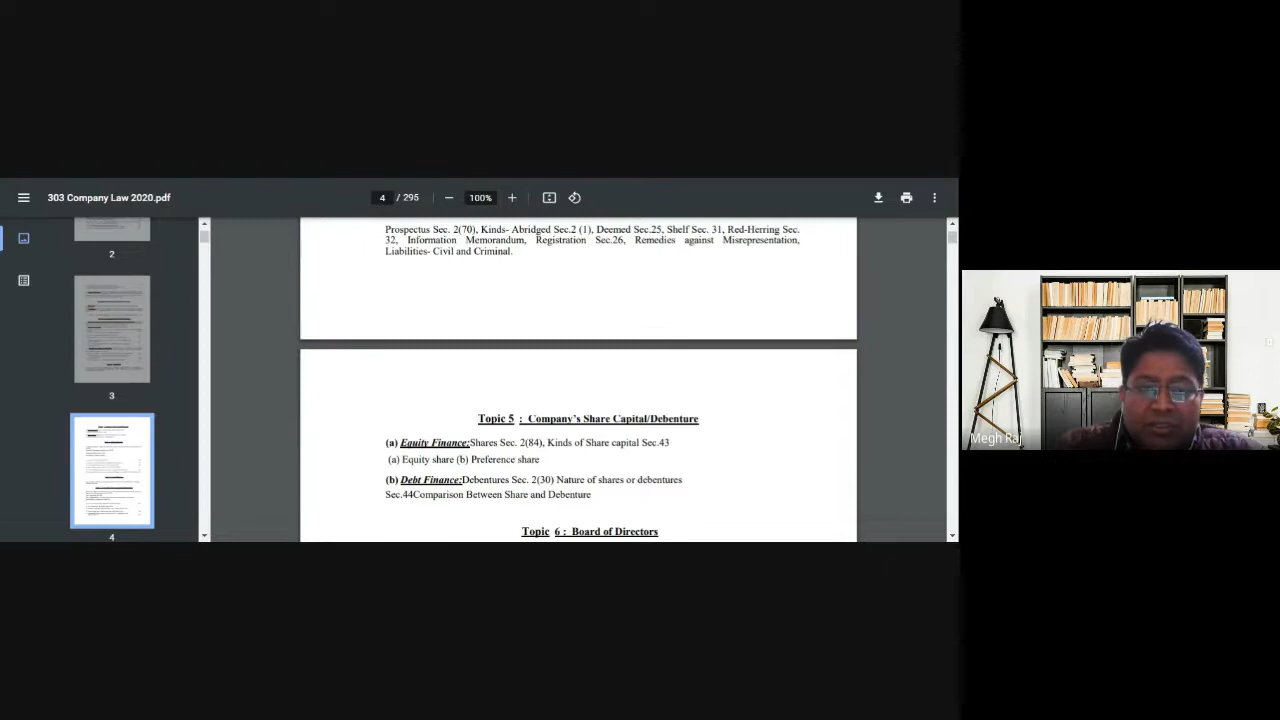 303 Company Law 2020.pdf
4 / 295
100%
2
3
4
Prospectus Sec. 2(70), Kinds- Abridged Sec.2 (1), Deemed Sec.25, Shelf Sec. 31, Red-Herring Sec.
32, Information Memorandum, Registration Sec.26, Remedies against Misrepresentation,
Liabilities- Civil and Criminal.
Topic 5 : Company's Share Capital/Debenture
(a) Equity Finance:Shares Sec. 2(84), Kinds of Share capital Sec.43
(a) Equity share (b) Preference share
(b) Debt Finance:Debentures Sec. 2(30) Nature of shares or debentures
Sec.44Comparison Between Share and Debenture
Topic 6 : Board of Directors
Megh Raj